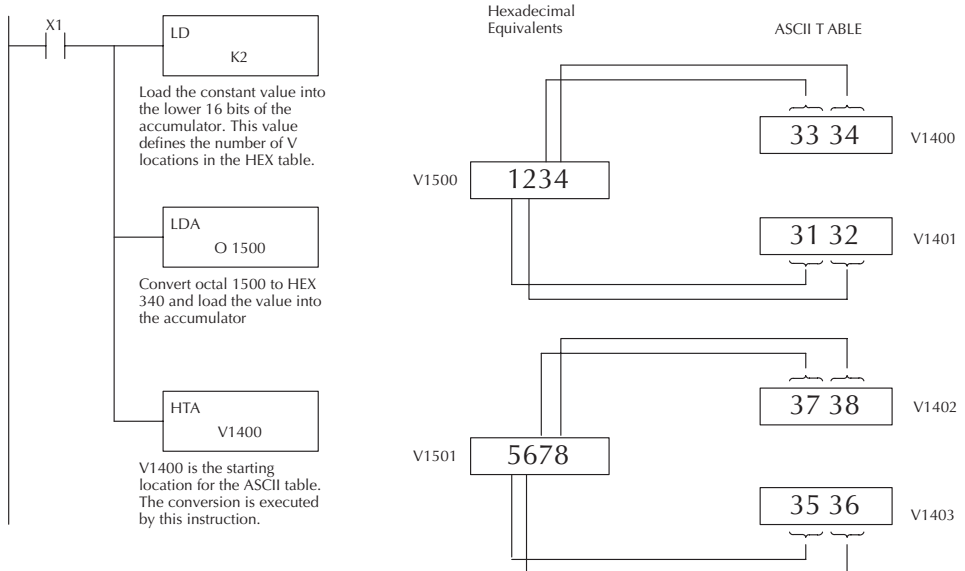 X1
LD
K2
Load the constant value into
the lower 16 bits of the
accumulator. This value
defines the number of V
locations in the HEX table.
LDA
O 1500
Convert octal 1500 to HEX
340 and load the value into
the accumulator
HTA
V1400
V1400 is the starting
location for the ASCII table.
The conversion is executed
by this instruction.
Hexadecimal
Equivalents
ASCII T ABLE
33 34
V1400
V1500
1234
31 32
V1401
37 38
V1402
V1501
5678
35 36
V1403